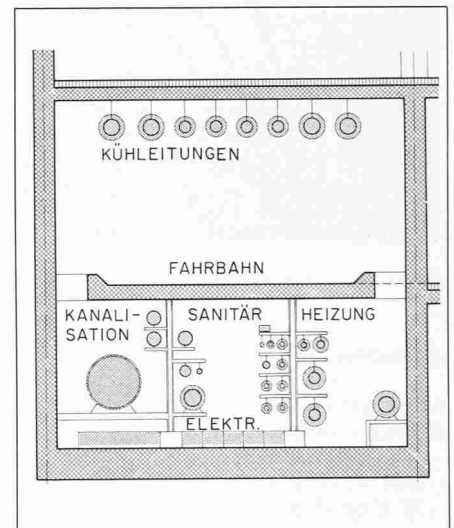 KÜHLEITUNGEN
FAHRBAHN
KANALI-
SATION
SANITÄR
HEIZUNG
ELEKTR.